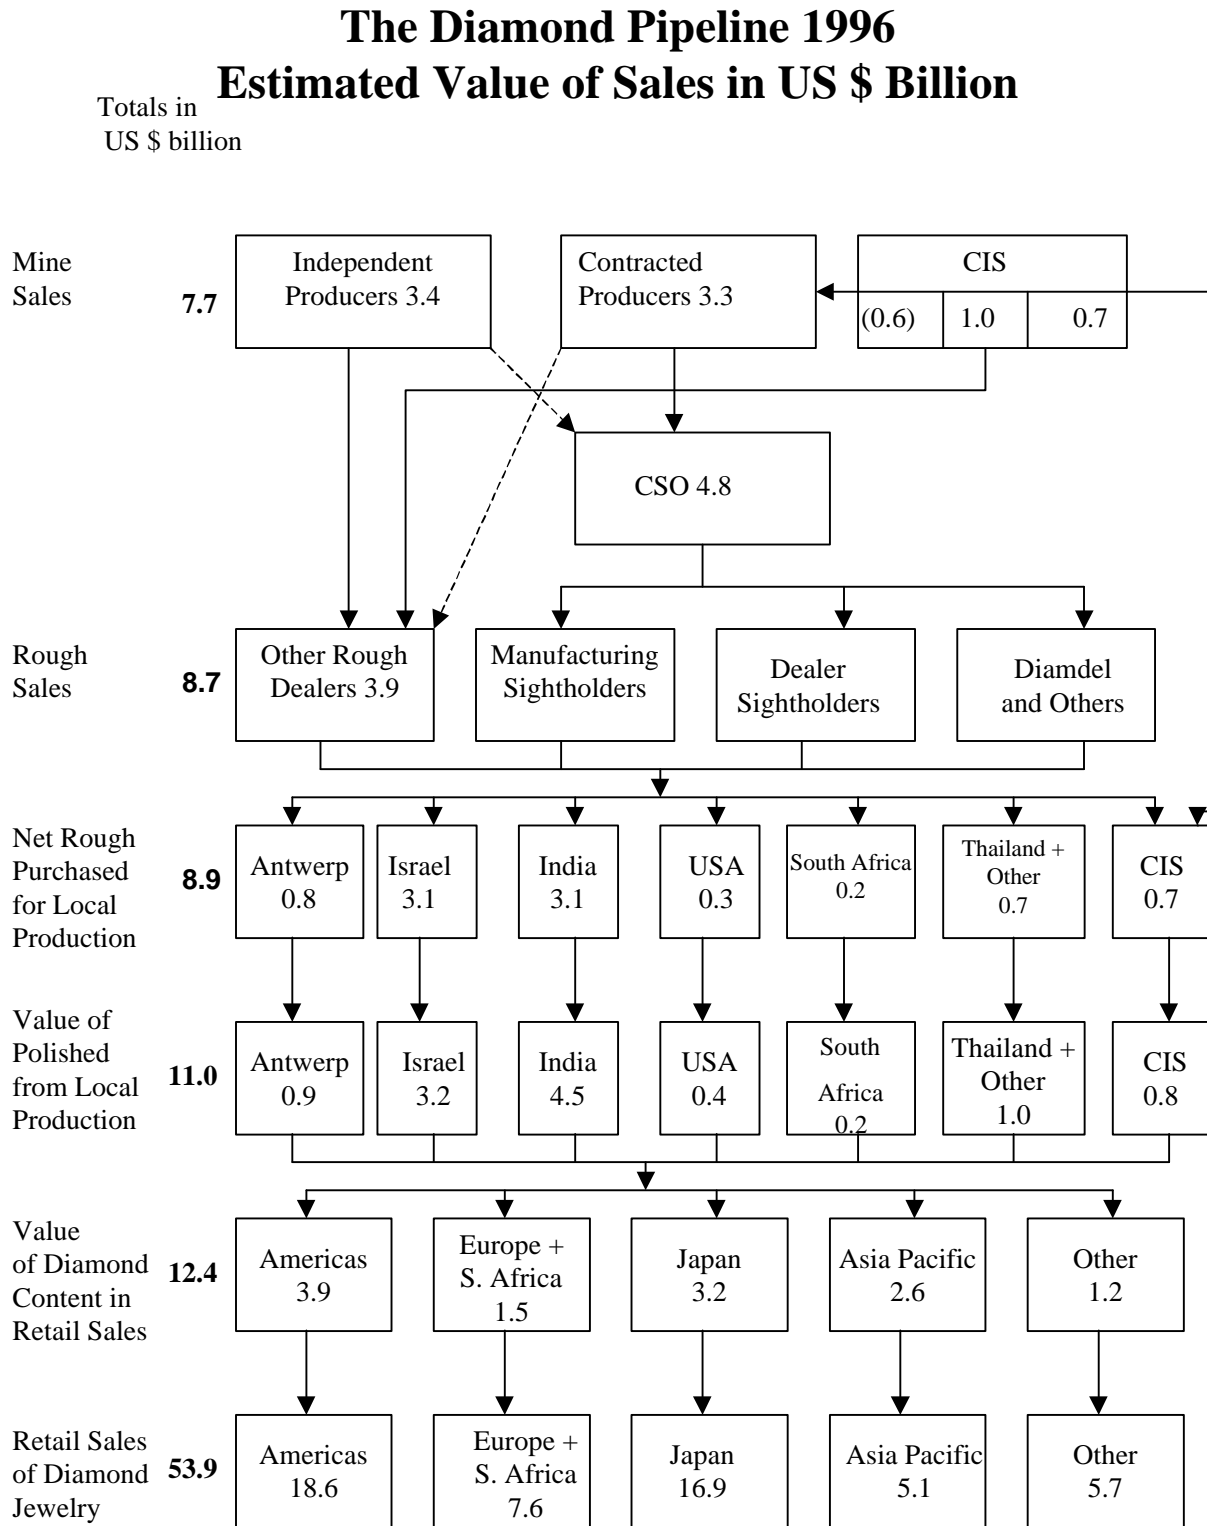 The Diamond Pipeline 1996
Estimated Value of Sales in US $ Billion
Totals in
US $ billion
Mine
Sales
7.7
Independent
Producers 3.4
Contracted
Producers 3.3
CIS
(0.6) 1.0 0.7
CSO 4.8
Rough
Sales
8.7
Other Rough
Dealers 3.9
Manufacturing
Sightholders
Dealer
Sightholders
Diamdel
and Others
Net Rough
Purchased
for Local
Production
8.9
Antwerp
0.8
Israel
3.1
India
3.1
USA
0.3
South Africa
0.2
Thailand +
Other
0.7
CIS
0.7
Value of
Polished
from Local
Production
11.0
Antwerp
0.9
Israel
3.2
India
4.5
USA
0.4
South
Africa
0.2
Thailand +
Other
1.0
CIS
0.8
Value
of Diamond
Content in
Retail Sales
12.4
Americas
3.9
Europe +
S. Africa
1.5
Japan
3.2
Asia Pacific
2.6
Other
1.2
Retail Sales
of Diamond
Jewelry
53.9
Americas
18.6
Europe +
S. Africa
7.6
Japan
16.9
Asia Pacific
5.1
Other
5.7